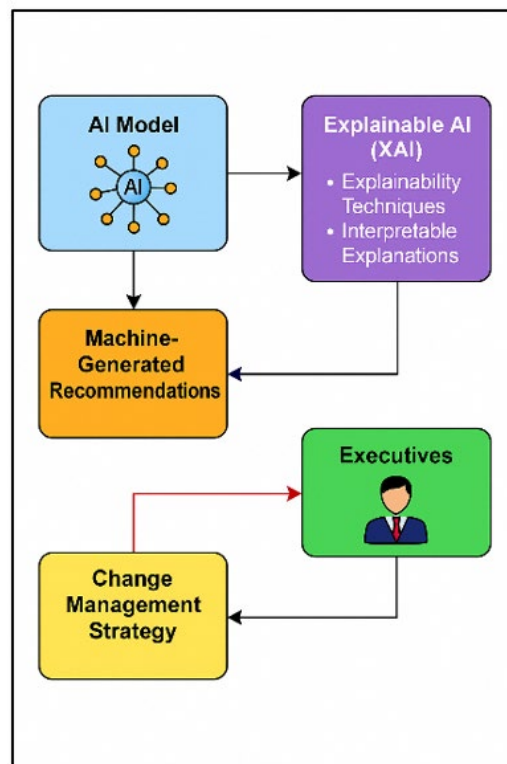 AI Model
AI
Explainable AI
(XAI)
• Explainability
Techniques
• Interpretable
Explanations
Machine-
Generated
Recommendations
Executives
Change
Management
Strategy